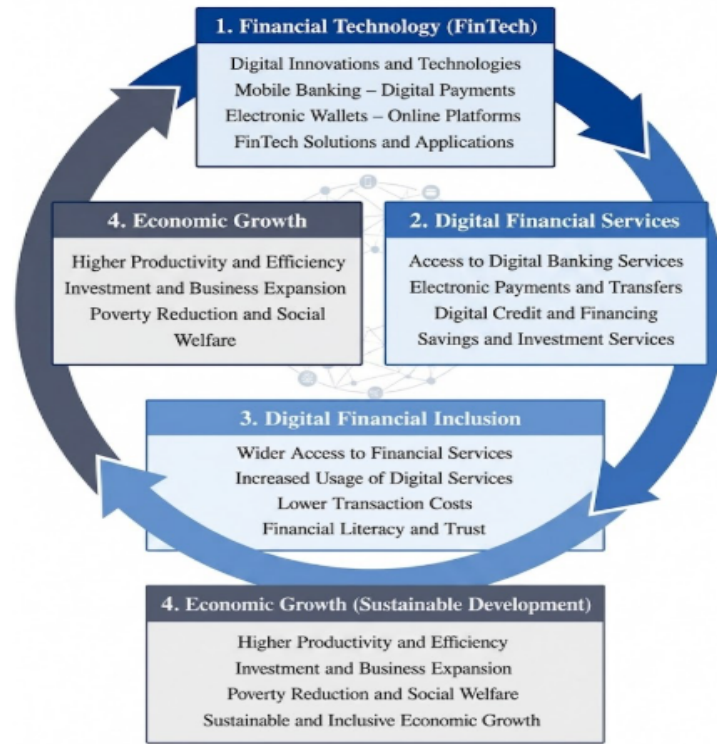 1. Financial Technology (FinTech)
Digital Innovations and Technologies
Mobile Banking – Digital Payments
Electronic Wallets – Online Platforms
FinTech Solutions and Applications
4. Economic Growth
Higher Productivity and Efficiency
Investment and Business Expansion
Poverty Reduction and Social
Welfare
2. Digital Financial Services
Access to Digital Banking Services
Electronic Payments and Transfers
Digital Credit and Financing
Savings and Investment Services
3. Digital Financial Inclusion
Wider Access to Financial Services
Increased Usage of Digital Services
Lower Transaction Costs
Financial Literacy and Trust
4. Economic Growth (Sustainable Development)
Higher Productivity and Efficiency
Investment and Business Expansion
Poverty Reduction and Social Welfare
Sustainable and Inclusive Economic Growth